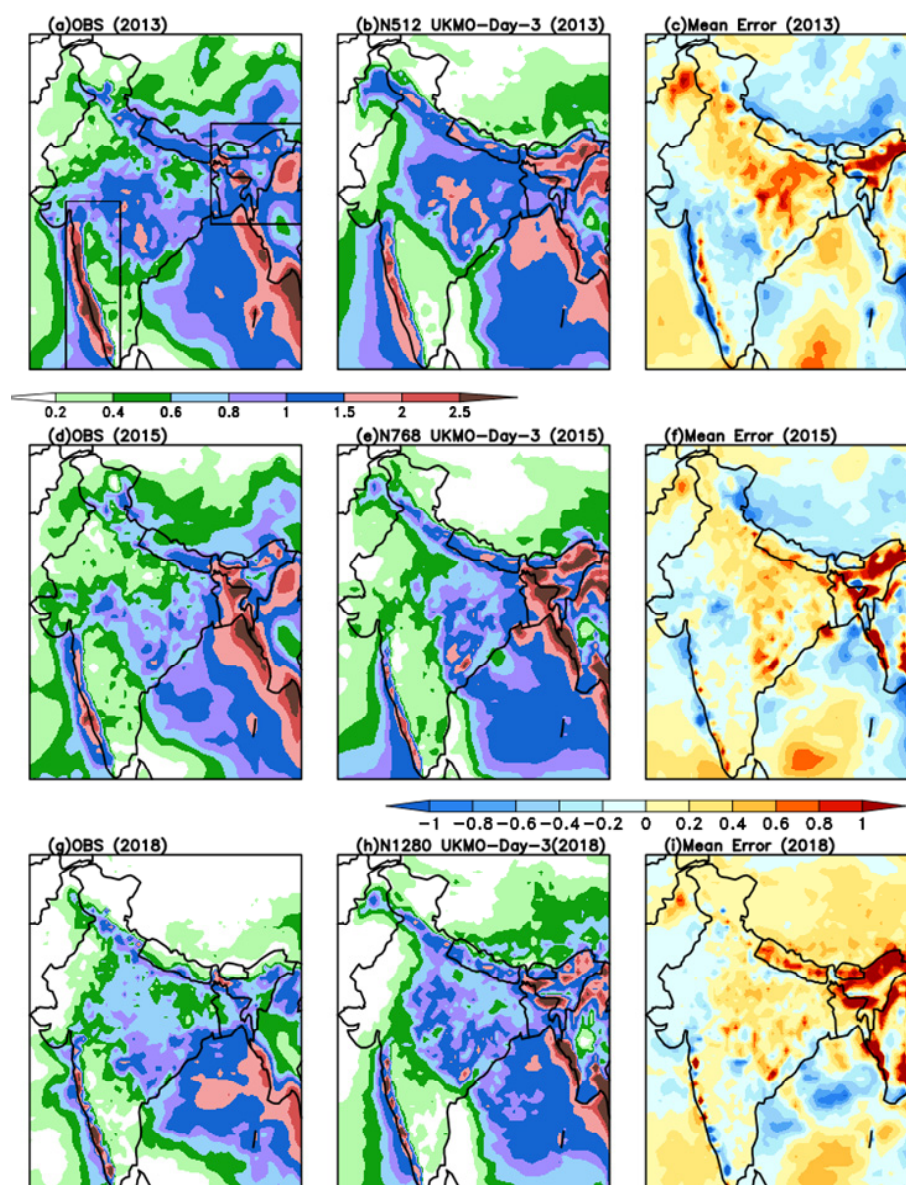 (a)OBS (2013)
(b)N512 UKMO-Day-3 (2013)
(c)Mean Error (2013)
0.2 0.4 0.6 0.8 1 1.5 2 2.5
(d)OBS (2015)
(e)N768 UKMO-Day-3 (2015)
(f)Mean Error (2015)
-1 -0.8 -0.6 -0.4 -0.2 0 0.2 0.4 0.6 0.8 1
(g)OBS (2018)
(h)N1280 UKMO-Day-3(2018)
(i)Mean Error (2018)